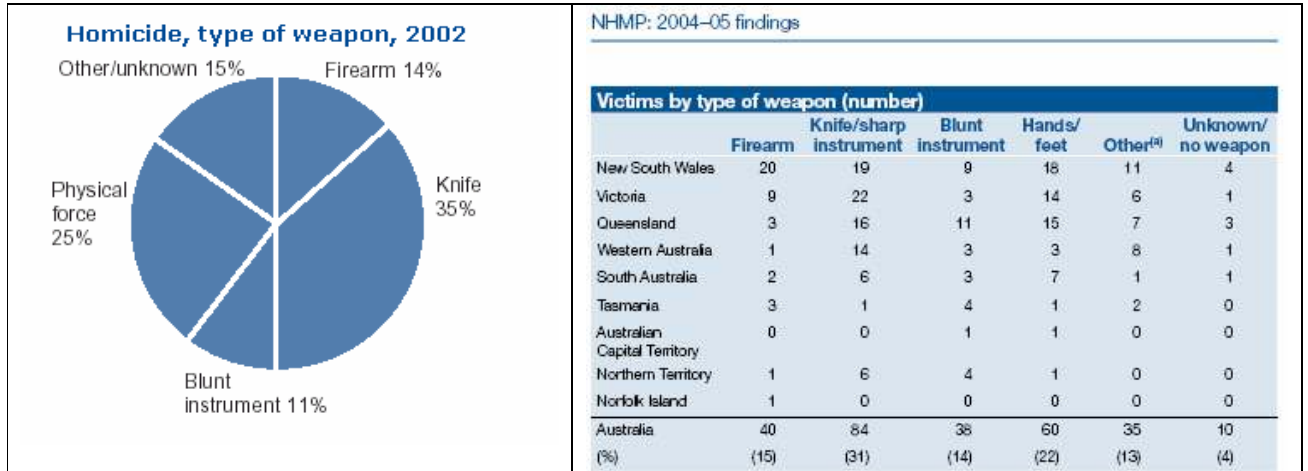 Homicide, type of weapon, 2002
Other/unknown 15%
Firearm 14%
Physical
force
25%
Knife
35%
Blunt
instrument 11%
NHMP: 2004–05 findings
Victims by type of weapon (number)
Firearm Knife/sharp instrument Blunt instrument Hands/feet Other(a) Unknown/no weapon
New South Wales 20 19 9 18 11 4
Victoria 9 22 3 14 6 1
Queensland 3 16 11 15 7 3
Western Australia 1 14 3 3 8 1
South Australia 2 6 3 7 1 1
Tasmania 3 1 4 1 2 0
Australian 0 0 1 1 0 0
Capital Territory
Northern Territory 1 6 4 1 0 0
Norfolk Island 1 0 0 0 0 0
Australia 40 84 38 60 35 10
(%) (15) (31) (14) (22) (13) (4)